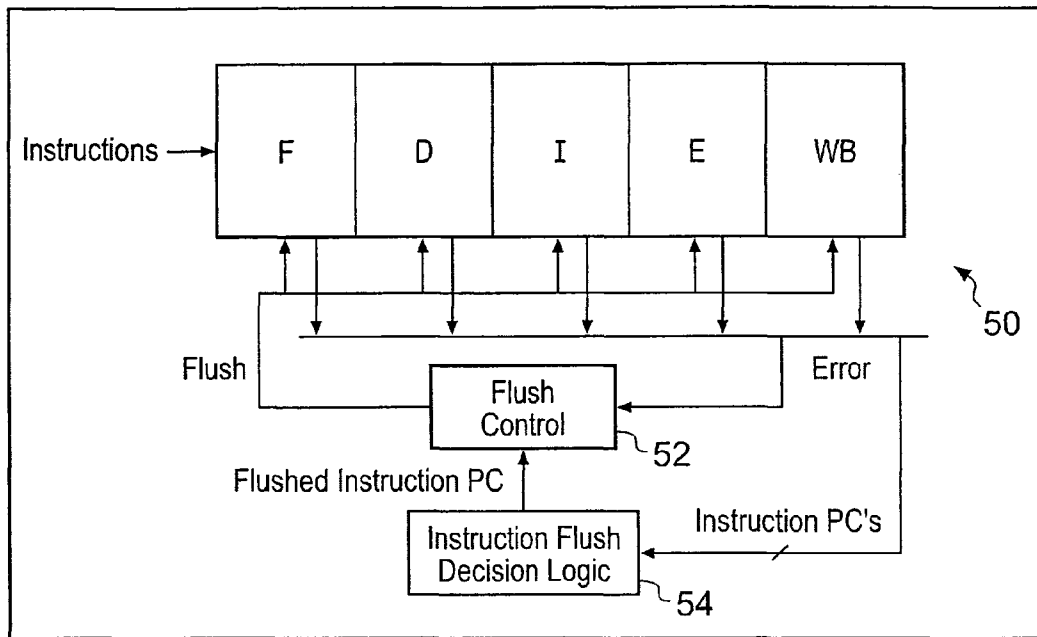 Instructions
F
D
I
E
WB
50
Flush
Error
Flush
Control
52
Flushed Instruction PC
Instruction PC's
Instruction Flush
Decision Logic
54